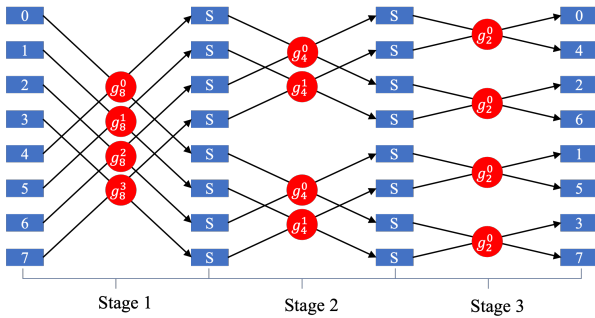 0 S S 0
g_8^0 g_4^0 g_2^0
1 S S 4
g_8^1 g_4^1
2 S S 2
g_8^2 g_2^0
3 S S 6
g_8^3
4 S S 1
g_4^0 g_2^0
5 S S 5
g_4^1
6 S S 3
g_2^0
7 S S 7
Stage 1 Stage 2 Stage 3